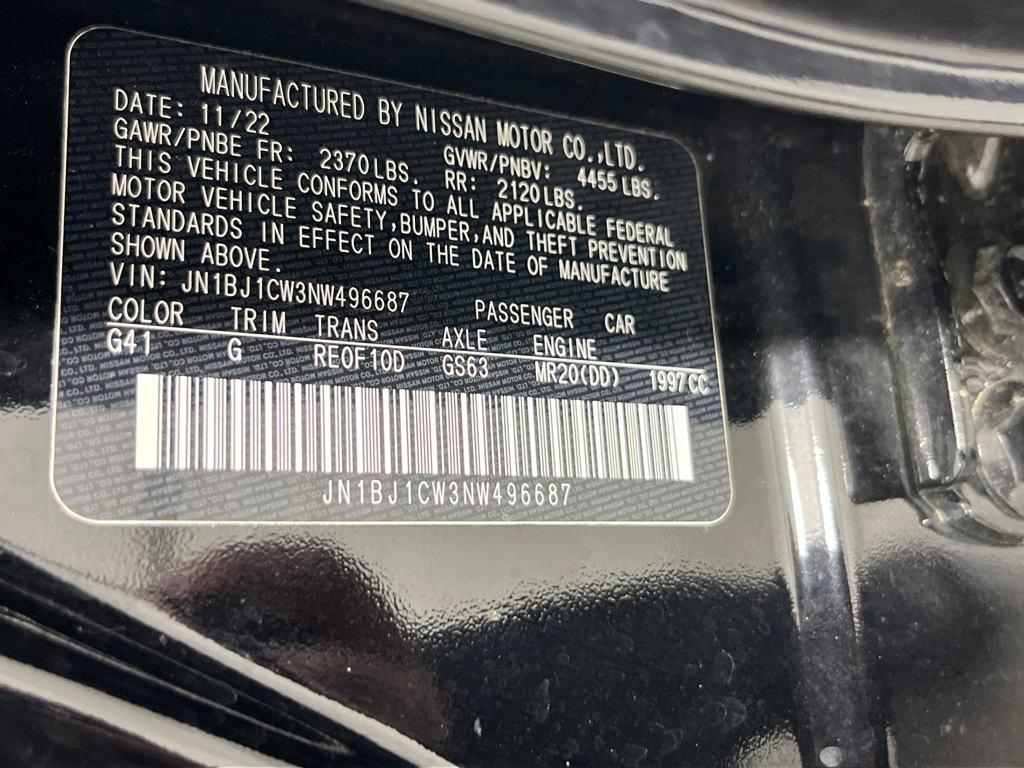 MANUFACTURED BY NISSAN MOTOR CO.,LTD.
DATE: 11/22 GVWR/PNBV: 4455 LBS.
GAWR/PNBE FR: 2370LBS. RR: 2120LBS.
THIS VEHICLE CONFORMS TO ALL APPLICABLE FEDERAL
MOTOR VEHICLE SAFETY,BUMPER,AND THEFT PREVENTION
STANDARDS IN EFFECT ON THE DATE OF MANUFACTURE
SHOWN ABOVE.
VIN: JN1BJ1CW3NW496687 PASSENGER CAR
COLOR TRIM TRANS AXLE ENGINE
G41 G RE0F10D GS63 MR20(DD) 1997CC
JN1BJ1CW3NW496687